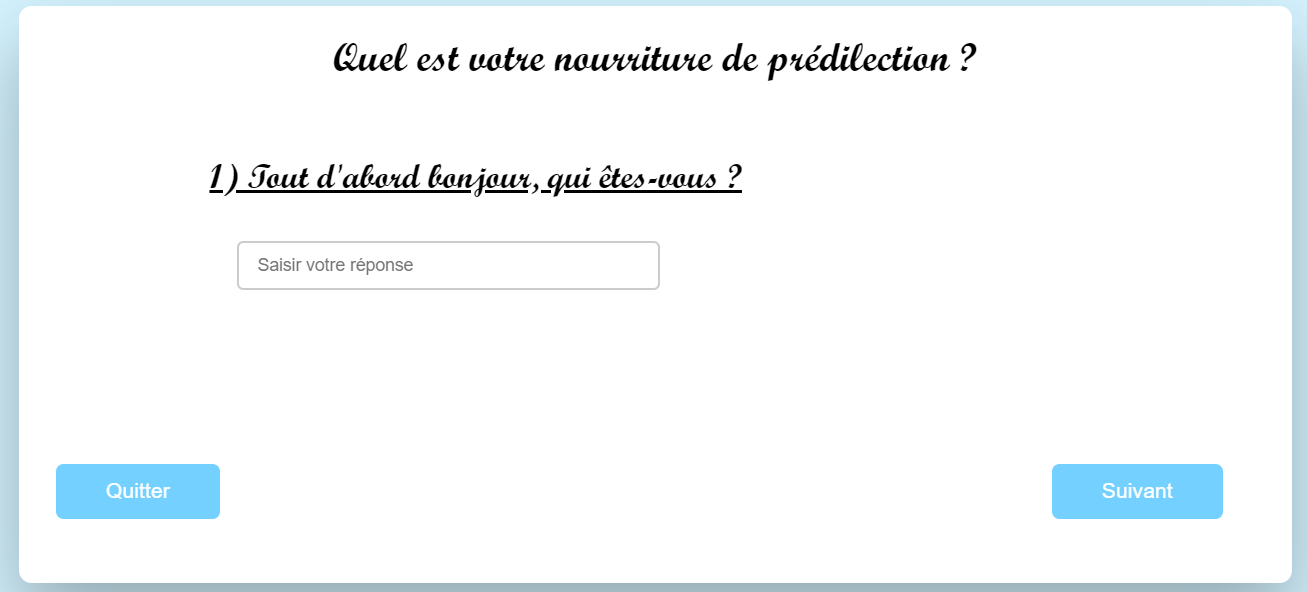 Quel est votre nourriture de prédilection ?
1) Tout d'abord bonjour, qui êtes-vous ?
Saisir votre réponse
Quitter
Suivant